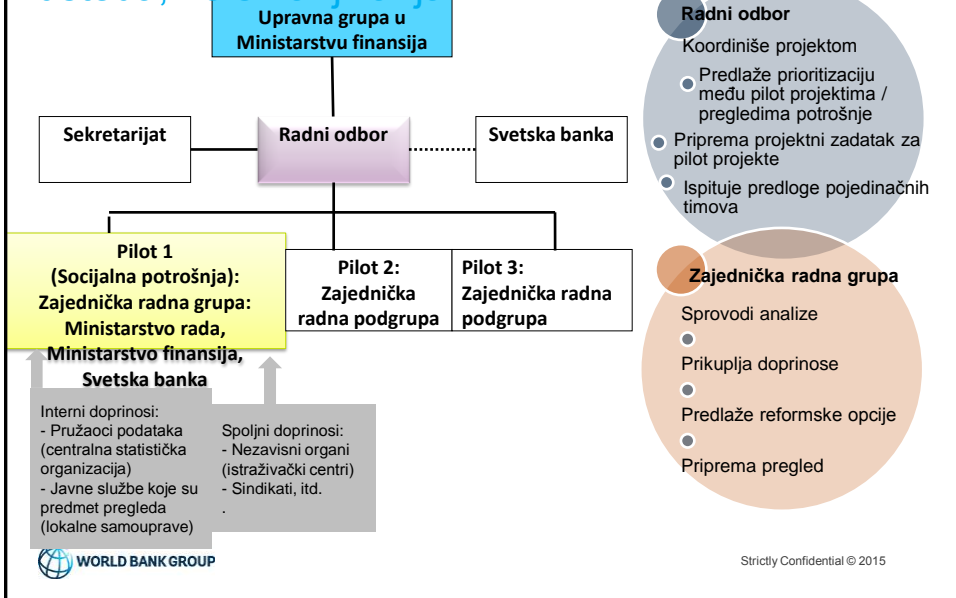 Upravna grupa u
Ministarstvu finansija
Sekretarijat
Radni odbor
Svetska banka
Pilot 1
(Socijalna potrošnja):
Zajednička radna grupa:
Ministarstvo rada,
Ministarstvo finansija,
Svetska banka
Pilot 2:
Zajednička
radna podgrupa
Pilot 3:
Zajednička radna
podgrupa
Interni doprinosi:
- Pružaoci podataka
(centralna statistička
organizacija)
- Javne službe koje su
predmet pregleda
(lokalne samouprave)
Spoljni doprinosi:
- Nezavisni organi
(istraživački centri)
- Sindikati, itd.
.
Radni odbor
Koordiniše projektom
Predlaže prioritizaciju
među pilot projektima /
pregledima potrošnje
Priprema projektni zadatak za
pilot projekte
Ispituje predloge pojedinačnih
timova
Zajednička radna grupa
Sprovodi analize
Prikuplja doprinose
Predlaže reformske opcije
Priprema pregled
WORLD BANK GROUP
Strictly Confidential © 2015